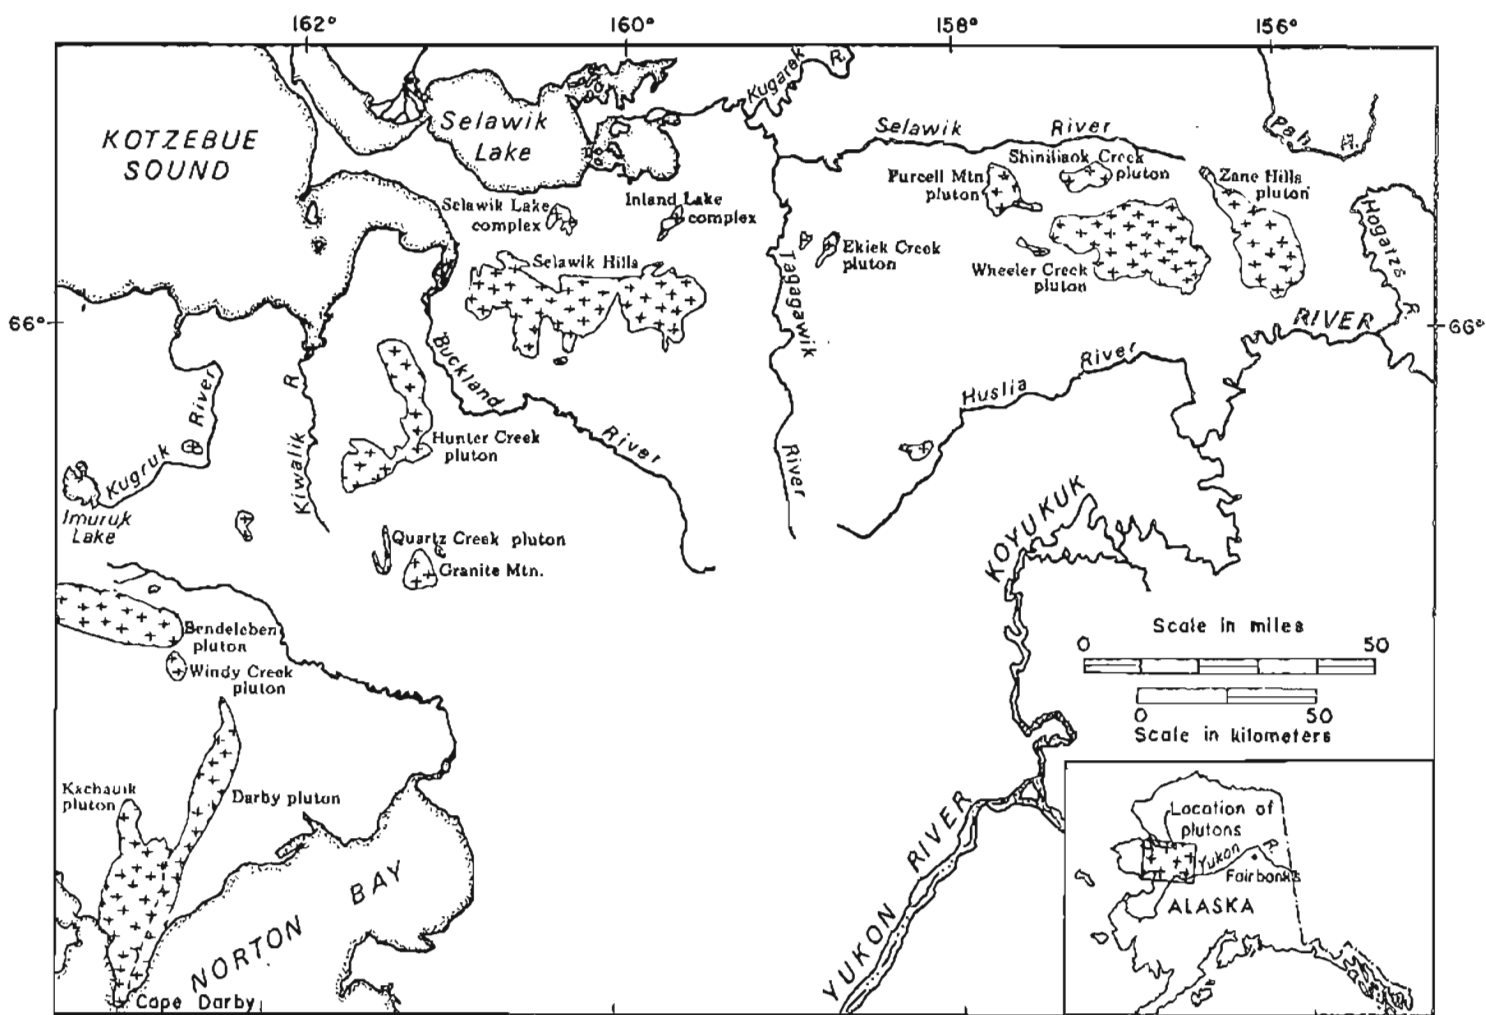 162° 160° 158° 156°
KOTZEBUE
SOUND
Selawik
Lake
Kugarek R.
Selawik River
Pah R.
Shiniliaok Creek
pluton
Purcell Mtn.
pluton
Zane Hills
pluton
Selawik Lake
complex
Inland Lake
complex
Hogatza R.
Ekiek Creek
pluton
Wheeler Creek
pluton
Selawik Hills
Tagagawik
River
66° 66°
RIVER
Buckland
River
Huslia River
Kugruk River
Kiwalik R
Hunter Creek
pluton
Imuruk
Lake
Quartz Creek pluton
Granite Mtn.
KOYUKUK
Bendeleben
pluton
Windy Creek
pluton
Scale in miles
0 50
0 50
Scale in kilometers
Kachauik
pluton
Darby pluton
NORTON BAY
Cape Darby
YUKON RIVER
Location of
plutons
Yukon R.
Fairbanks
ALASKA